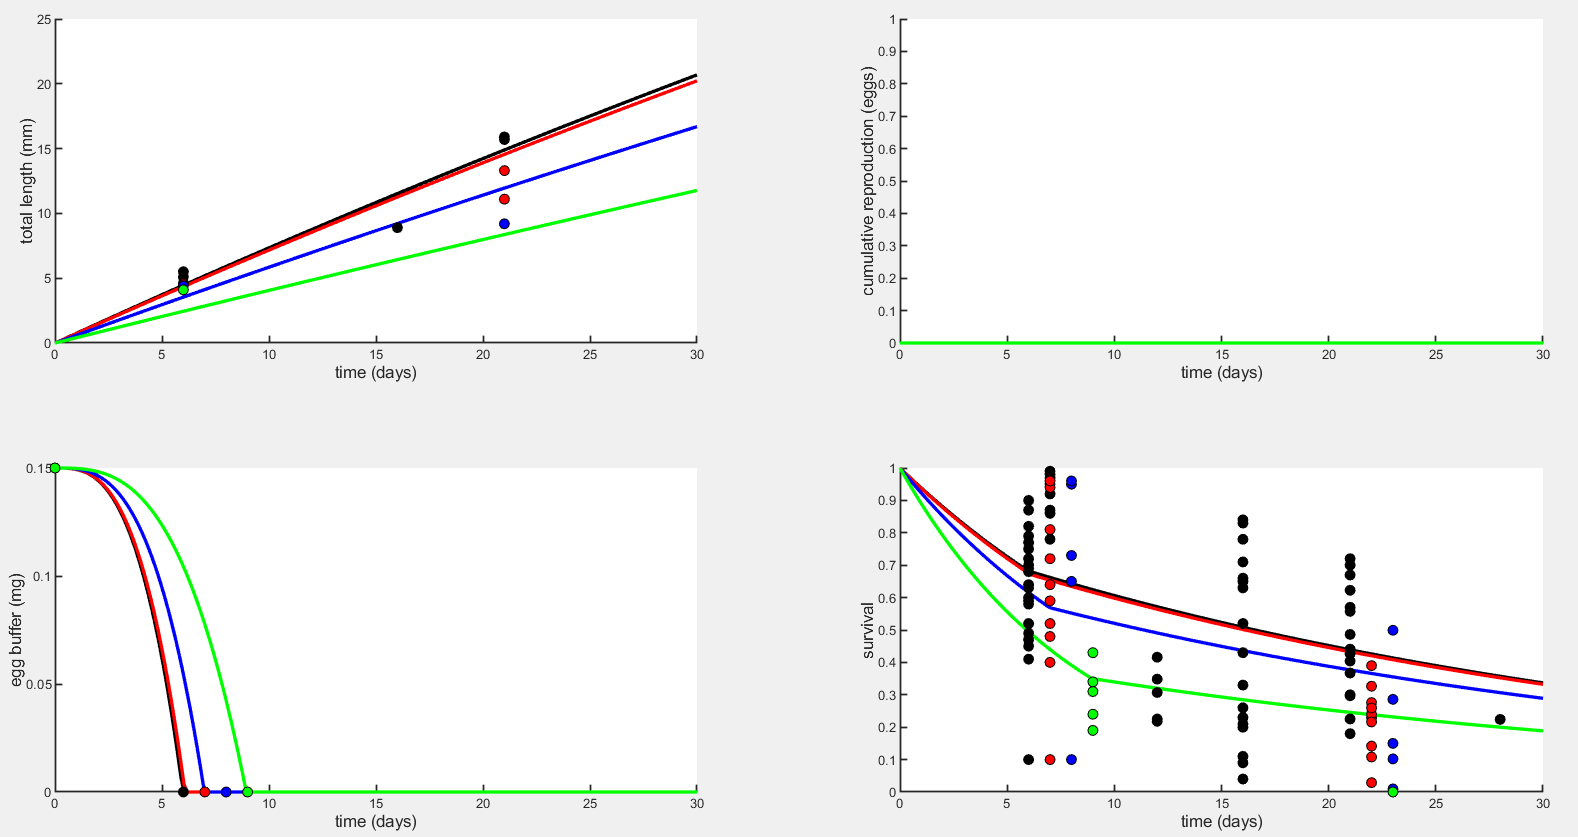 25
20
15
10
5
0
total length (mm)
0 5 10 15 20 25 30
time (days)
1
0.9
0.8
0.7
0.6
0.5
0.4
0.3
0.2
0.1
0
cumulative reproduction (eggs)
0 5 10 15 20 25 30
time (days)
0.15
0.1
0.05
0
egg buffer (mg)
0 5 10 15 20 25 30
time (days)
1
0.9
0.8
0.7
0.6
0.5
0.4
0.3
0.2
0.1
0
survival
0 5 10 15 20 25 30
time (days)